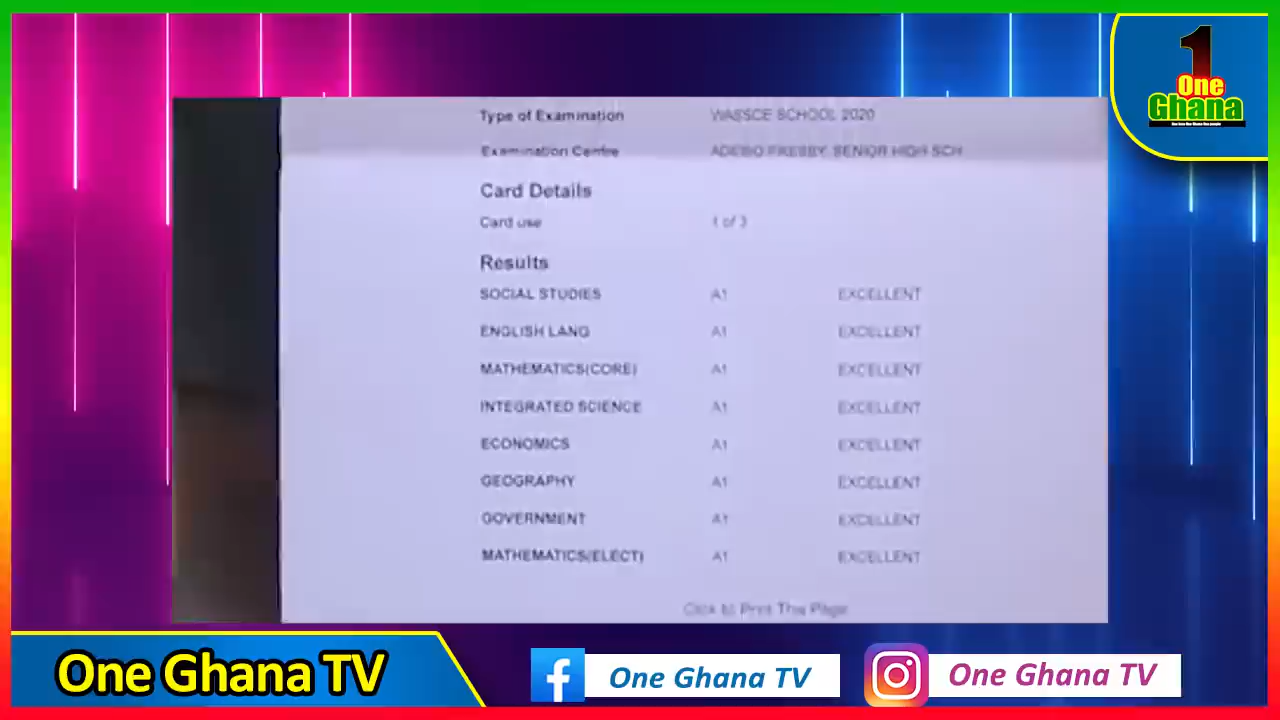 1
One
Ghana
Type of Examination WASSCE SCHOOL 2020
Examination Centre ADEBO PRESBY. SENIOR HIGH SCH
Card Details
Card use 1 of 3
Results
SOCIAL STUDIES A1 EXCELLENT
ENGLISH LANG A1 EXCELLENT
MATHEMATICS(CORE) A1 EXCELLENT
INTEGRATED SCIENCE A1 EXCELLENT
ECONOMICS A1 EXCELLENT
GEOGRAPHY A1 EXCELLENT
GOVERNMENT A1 EXCELLENT
MATHEMATICS(ELECT) A1 EXCELLENT
Click to Print This Page
One Ghana TV
One Ghana TV
One Ghana TV